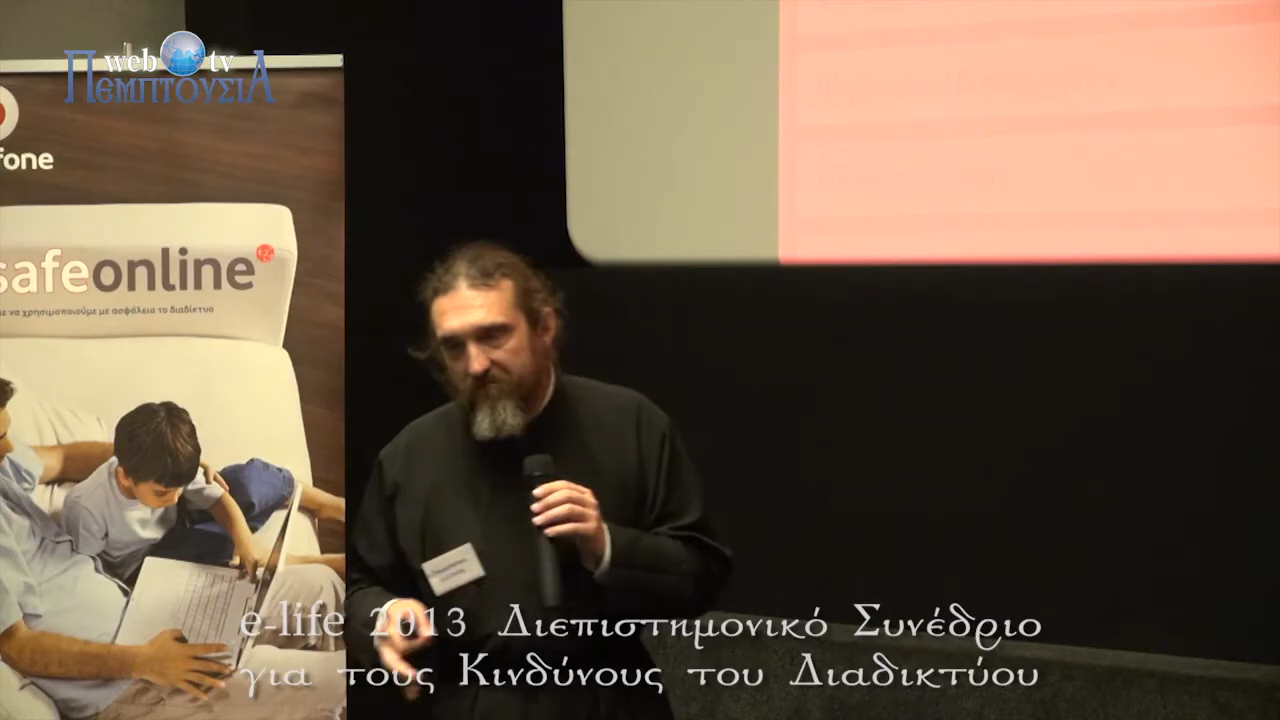 web tv
ΠΕΜΠΤΟΥΣΙΑ
fone
safeonline
με να χρησιμοποιούμε με ασφάλεια το διαδίκτυο
e-life 2013 Διεπιστημονικό Συνέδριο
για τους Κινδύνους του Διαδικτύου